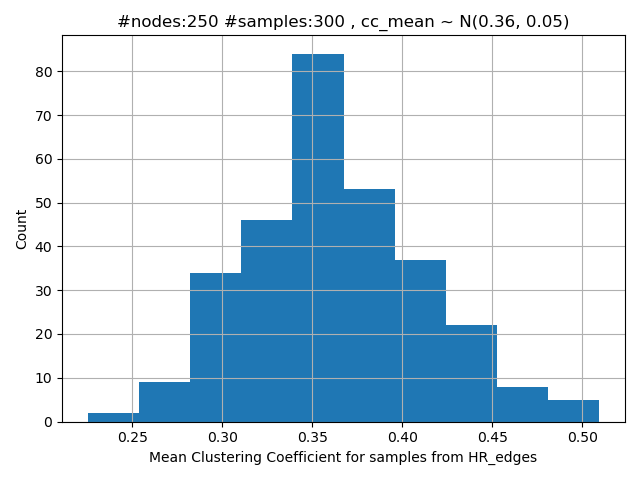 #nodes:250 #samples:300 , cc_mean ~ N(0.36, 0.05)
80
70
60
50
40
30
20
10
0
Count
0.25 0.30 0.35 0.40 0.45 0.50
Mean Clustering Coefficient for samples from HR_edges